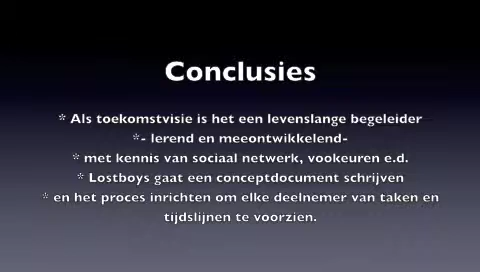 Conclusies
* Als toekomstvisie is het een levenslange begeleider
*- lerend en meeontwikkelend-
* met kennis van sociaal netwerk, vookeuren e.d.
* Lostboys gaat een conceptdocument schrijven
* en het proces inrichten om elke deelnemer van taken en
tijdslijnen te voorzien.